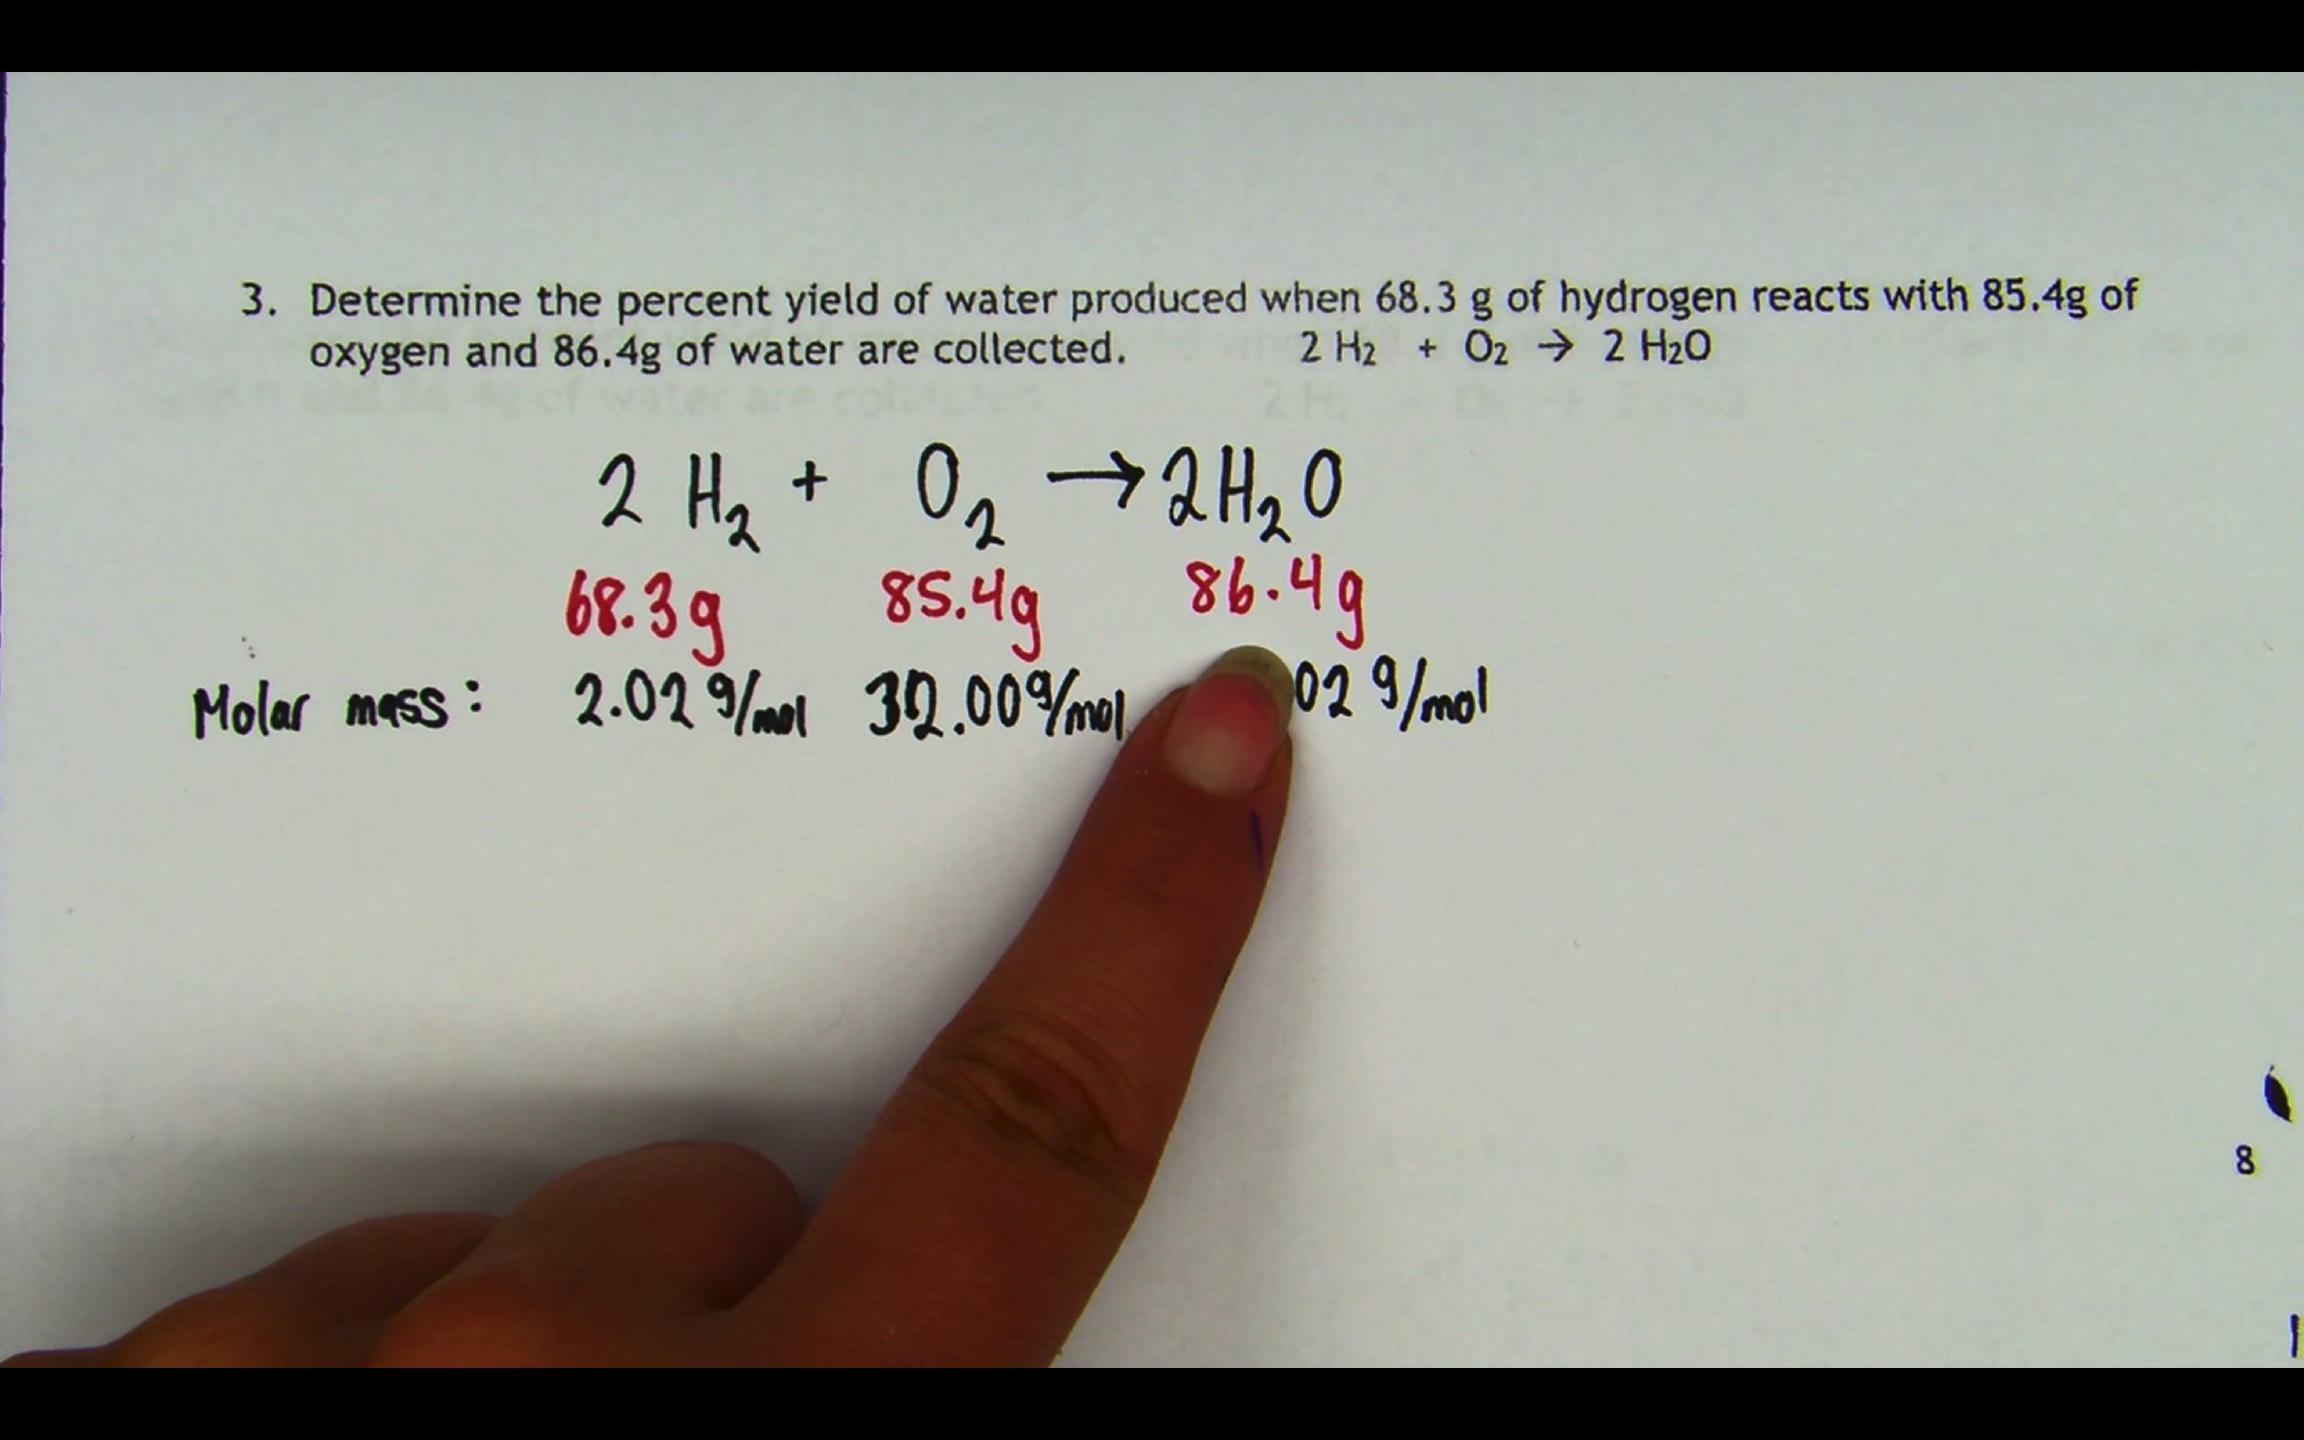 3. Determine the percent yield of water produced when 68.3 g of hydrogen reacts with 85.4g of
oxygen and 86.4g of water are collected. 2 H₂ + O₂ → 2 H₂O
2 H₂ + O₂ → 2H₂O
68.3g 85.4g 86.4g
Molar mass: 2.02 g/mol 32.00g/mol 02 g/mol
8